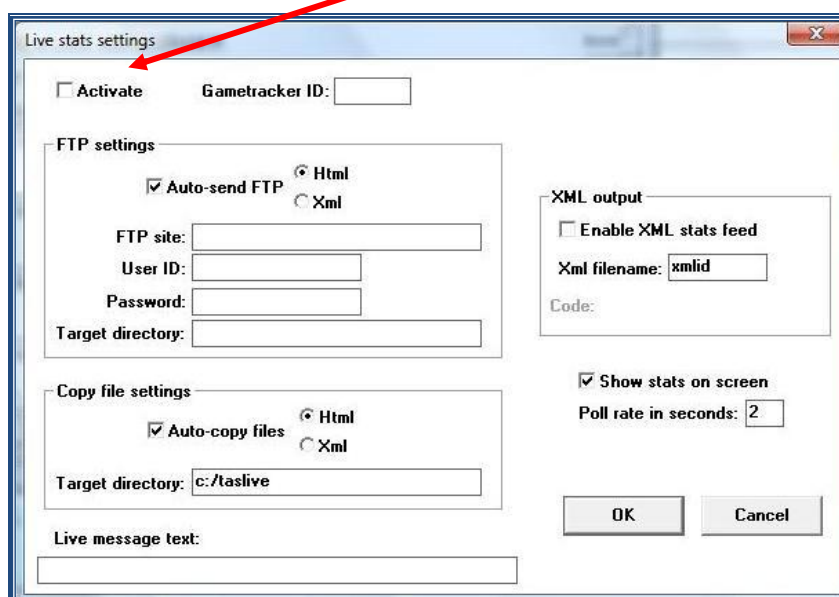 Live stats settings
Activate Gametracker ID:
FTP settings
Auto-send FTP
Html
Xml
FTP site:
User ID:
Password:
Target directory:
Copy file settings
Auto-copy files
Html
Xml
Target directory: c:/taslive
Live message text:
XML output
Enable XML stats feed
Xml filename: xmlid
Code:
Show stats on screen
Poll rate in seconds: 2
OK Cancel